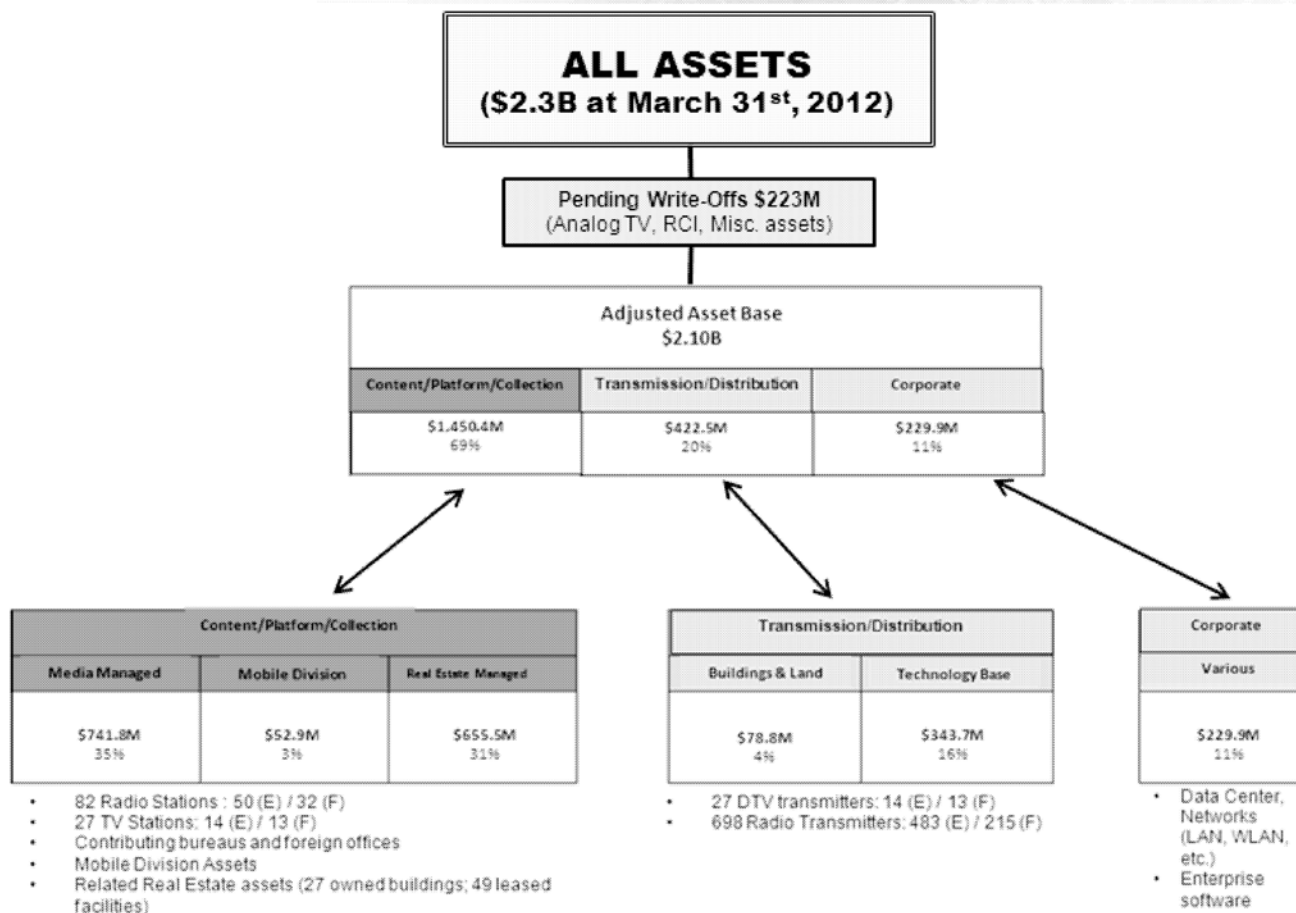 ALL ASSETS
($2.3B at March 31st, 2012)
Pending Write-Offs $223M
(Analog TV, RCI, Misc. assets)
Adjusted Asset Base
$2.10B
Content/Platform/Collection
Transmission/Distribution
Corporate
$1,450.4M
69%
$422.5M
20%
$229.9M
11%
Content/Platform/Collection
Media Managed
Mobile Division
Real Estate Managed
$741.8M
35%
$52.9M
3%
$655.5M
31%
• 82 Radio Stations : 50 (E) / 32 (F)
• 27 TV Stations: 14 (E) / 13 (F)
• Contributing bureaus and foreign offices
• Mobile Division Assets
• Related Real Estate assets (27 owned buildings; 49 leased
facilities)
Transmission/Distribution
Buildings & Land
Technology Base
$78.8M
4%
$343.7M
16%
• 27 DTV transmitters: 14 (E) / 13 (F)
• 698 Radio Transmitters: 483 (E) / 215 (F)
Corporate
Various
$229.9M
11%
• Data Center,
Networks
(LAN, WLAN,
etc.)
• Enterprise
software